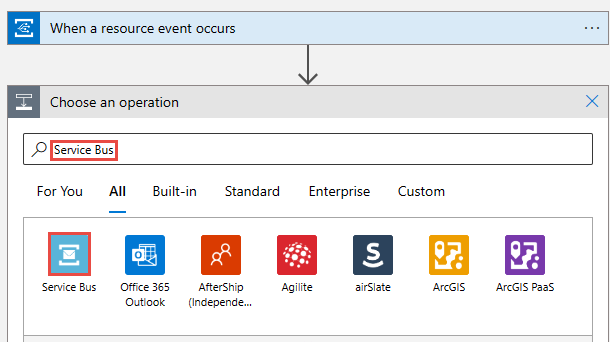 When a resource event occurs
Choose an operation
Service Bus
For You All Built-in Standard Enterprise Custom
Service Bus Office 365 Outlook AfterShip (Independe... Agilite airSlate ArcGIS ArcGIS PaaS